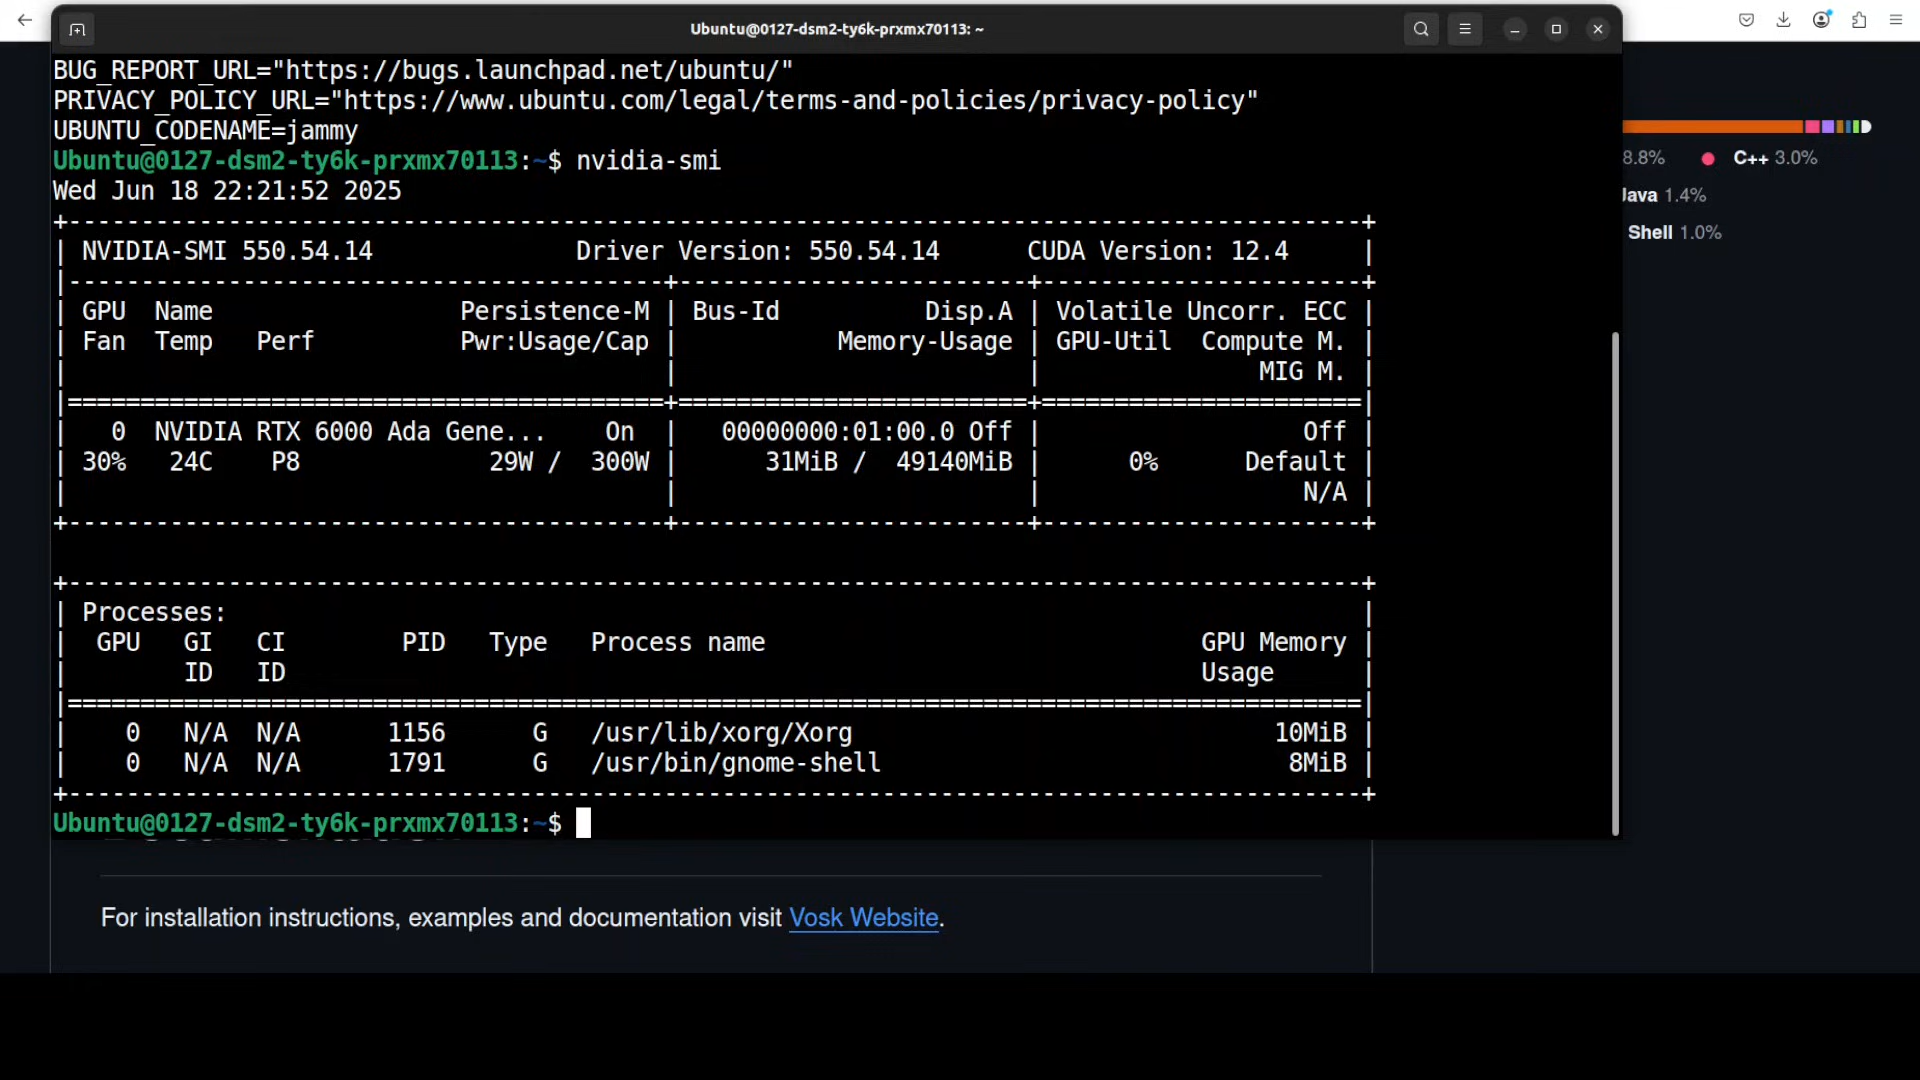 Ubuntu@0127-dsm2-ty6k-prxmx70113: ~
BUG_REPORT_URL="https://bugs.launchpad.net/ubuntu/"
PRIVACY_POLICY_URL="https://www.ubuntu.com/legal/terms-and-policies/privacy-policy"
UBUNTU_CODENAME=jammy
Ubuntu@0127-dsm2-ty6k-prxmx70113:~$ nvidia-smi
Wed Jun 18 22:21:52 2025
+-----------------------------------------------------------------------------------------+
| NVIDIA-SMI 550.54.14              Driver Version: 550.54.14      CUDA Version: 12.4     |
|-----------------------------------------+------------------------+----------------------+
| GPU  Name                 Persistence-M | Bus-Id          Disp.A | Volatile Uncorr. ECC |
| Fan  Temp   Perf          Pwr:Usage/Cap |           Memory-Usage | GPU-Util  Compute M. |
|                                         |                        |               MIG M. |
|=========================================+========================+======================|
|   0  NVIDIA RTX 6000 Ada Gene...    On  |   00000000:01:00.0 Off |                  Off |
| 30%   24C    P8             29W /  300W |      31MiB /  49140MiB |      0%      Default |
|                                         |                        |                  N/A |
+-----------------------------------------+------------------------+----------------------+
+-----------------------------------------------------------------------------------------+
| Processes:                                                                              |
|  GPU   GI   CI        PID   Type   Process name                              GPU Memory |
|        ID   ID                                                               Usage      |
|=========================================================================================|
|    0   N/A  N/A      1156      G   /usr/lib/xorg/Xorg                             10MiB |
|    0   N/A  N/A      1791      G   /usr/bin/gnome-shell                            8MiB |
+-----------------------------------------------------------------------------------------+
Ubuntu@0127-dsm2-ty6k-prxmx70113:~$
8.8% C++ 3.0%
Java 1.4%
Shell 1.0%
For installation instructions, examples and documentation visit Vosk Website.